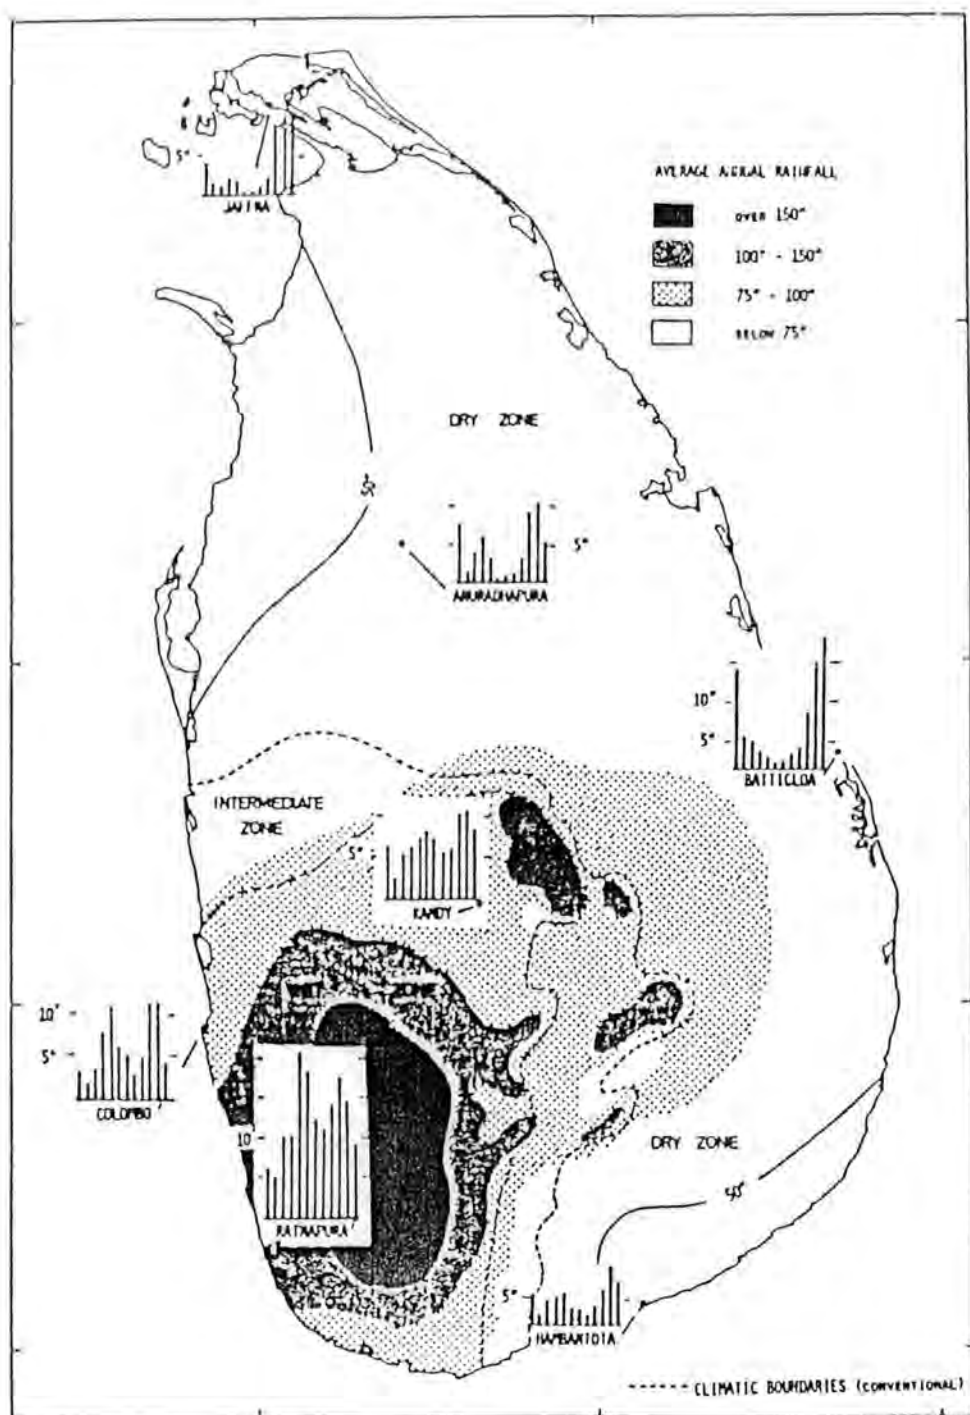 5"
JAFFNA
AVERAGE ANNUAL RAINFALL
OVER 150"
100" - 150"
75" - 100"
BELOW 75"
DRY ZONE
50"
5"
ANURADHAPURA
10"
5"
BATTICLOA
INTERMEDIATE
ZONE
5"
KANDY
WET ZONE
10"
5"
COLOMBO
10
RATNAPURA
DRY ZONE
50"
5"
HAMBANTOTA
------ CLIMATIC BOUNDARIES (CONVENTIONAL)